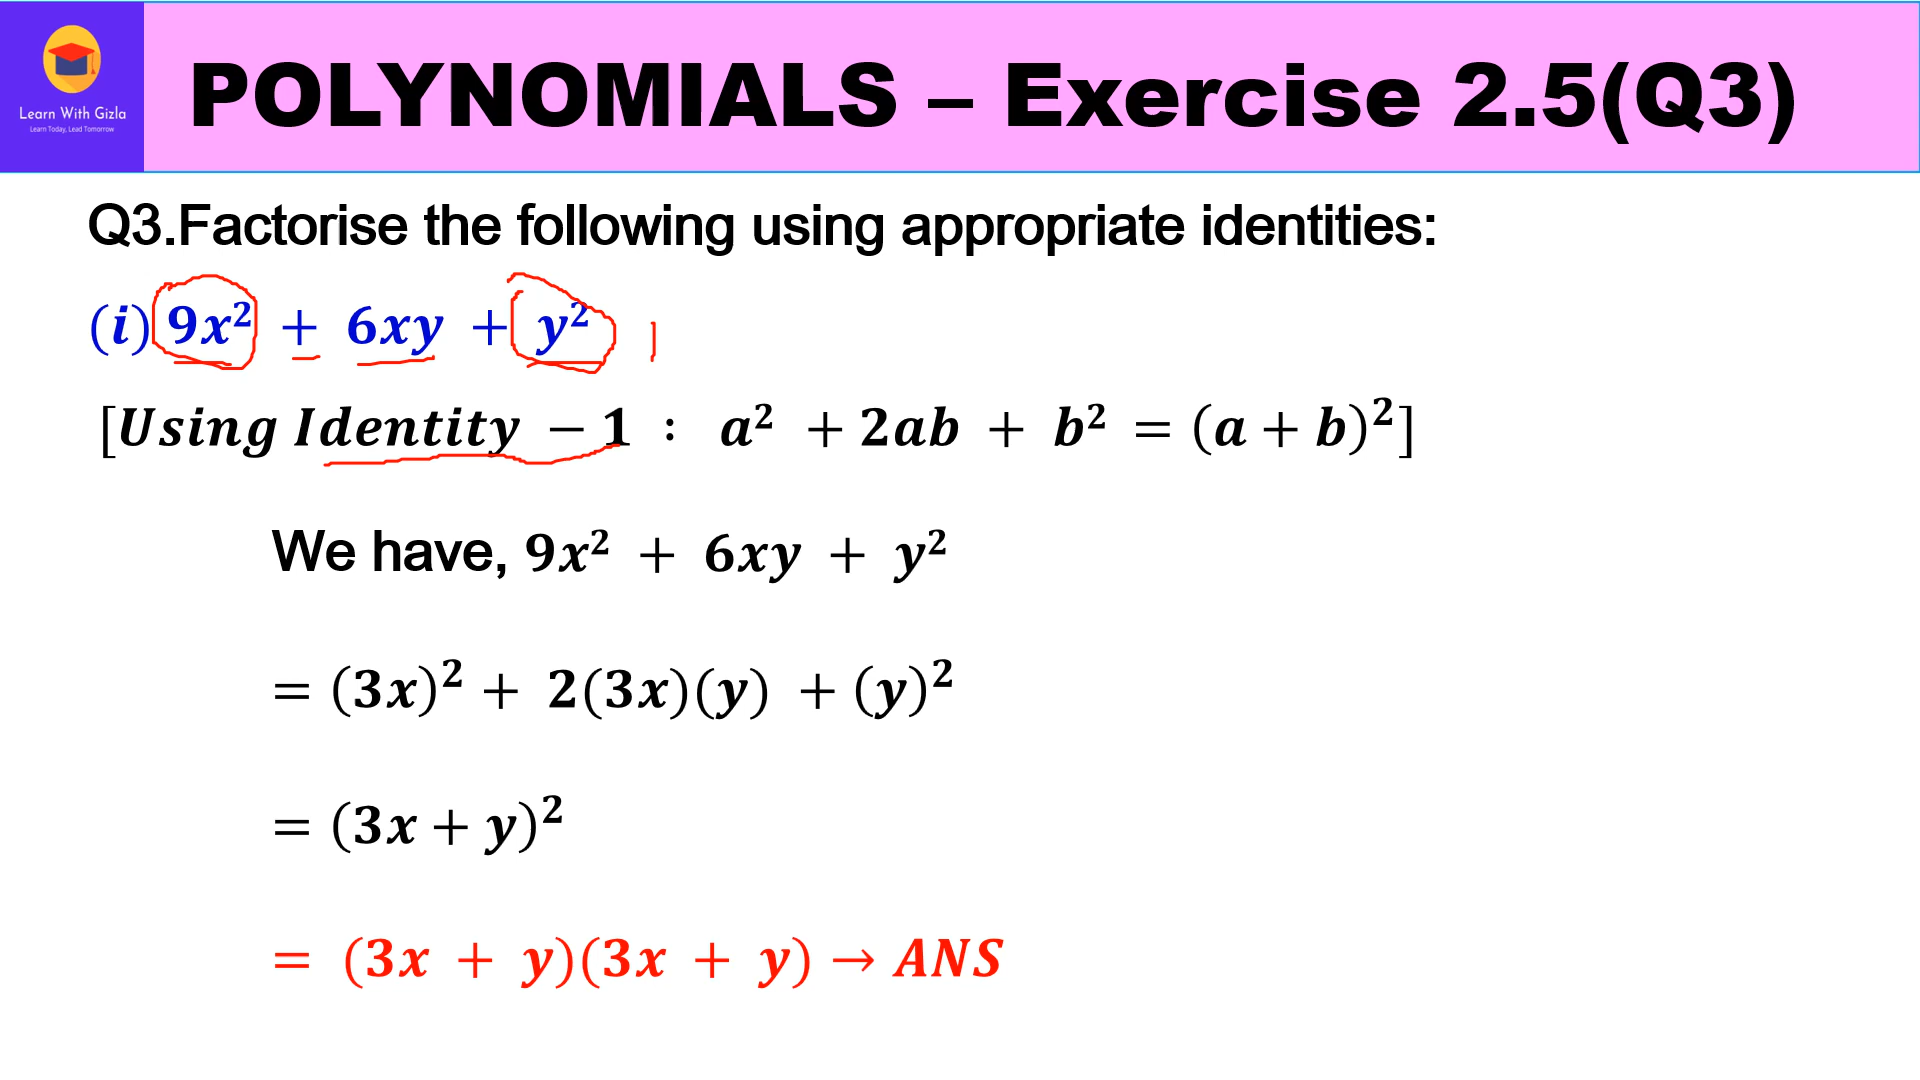 Learn With Gizla
Learn Today, Lead Tomorrow
POLYNOMIALS – Exercise 2.5(Q3)
Q3.Factorise the following using appropriate identities:
(i) 9x² + 6xy + y²
[Using Identity − 1 : a² + 2ab + b² = (a + b)²]
We have, 9x² + 6xy + y²
= (3x)² + 2(3x)(y) + (y)²
= (3x + y)²
= (3x + y)(3x + y) → ANS